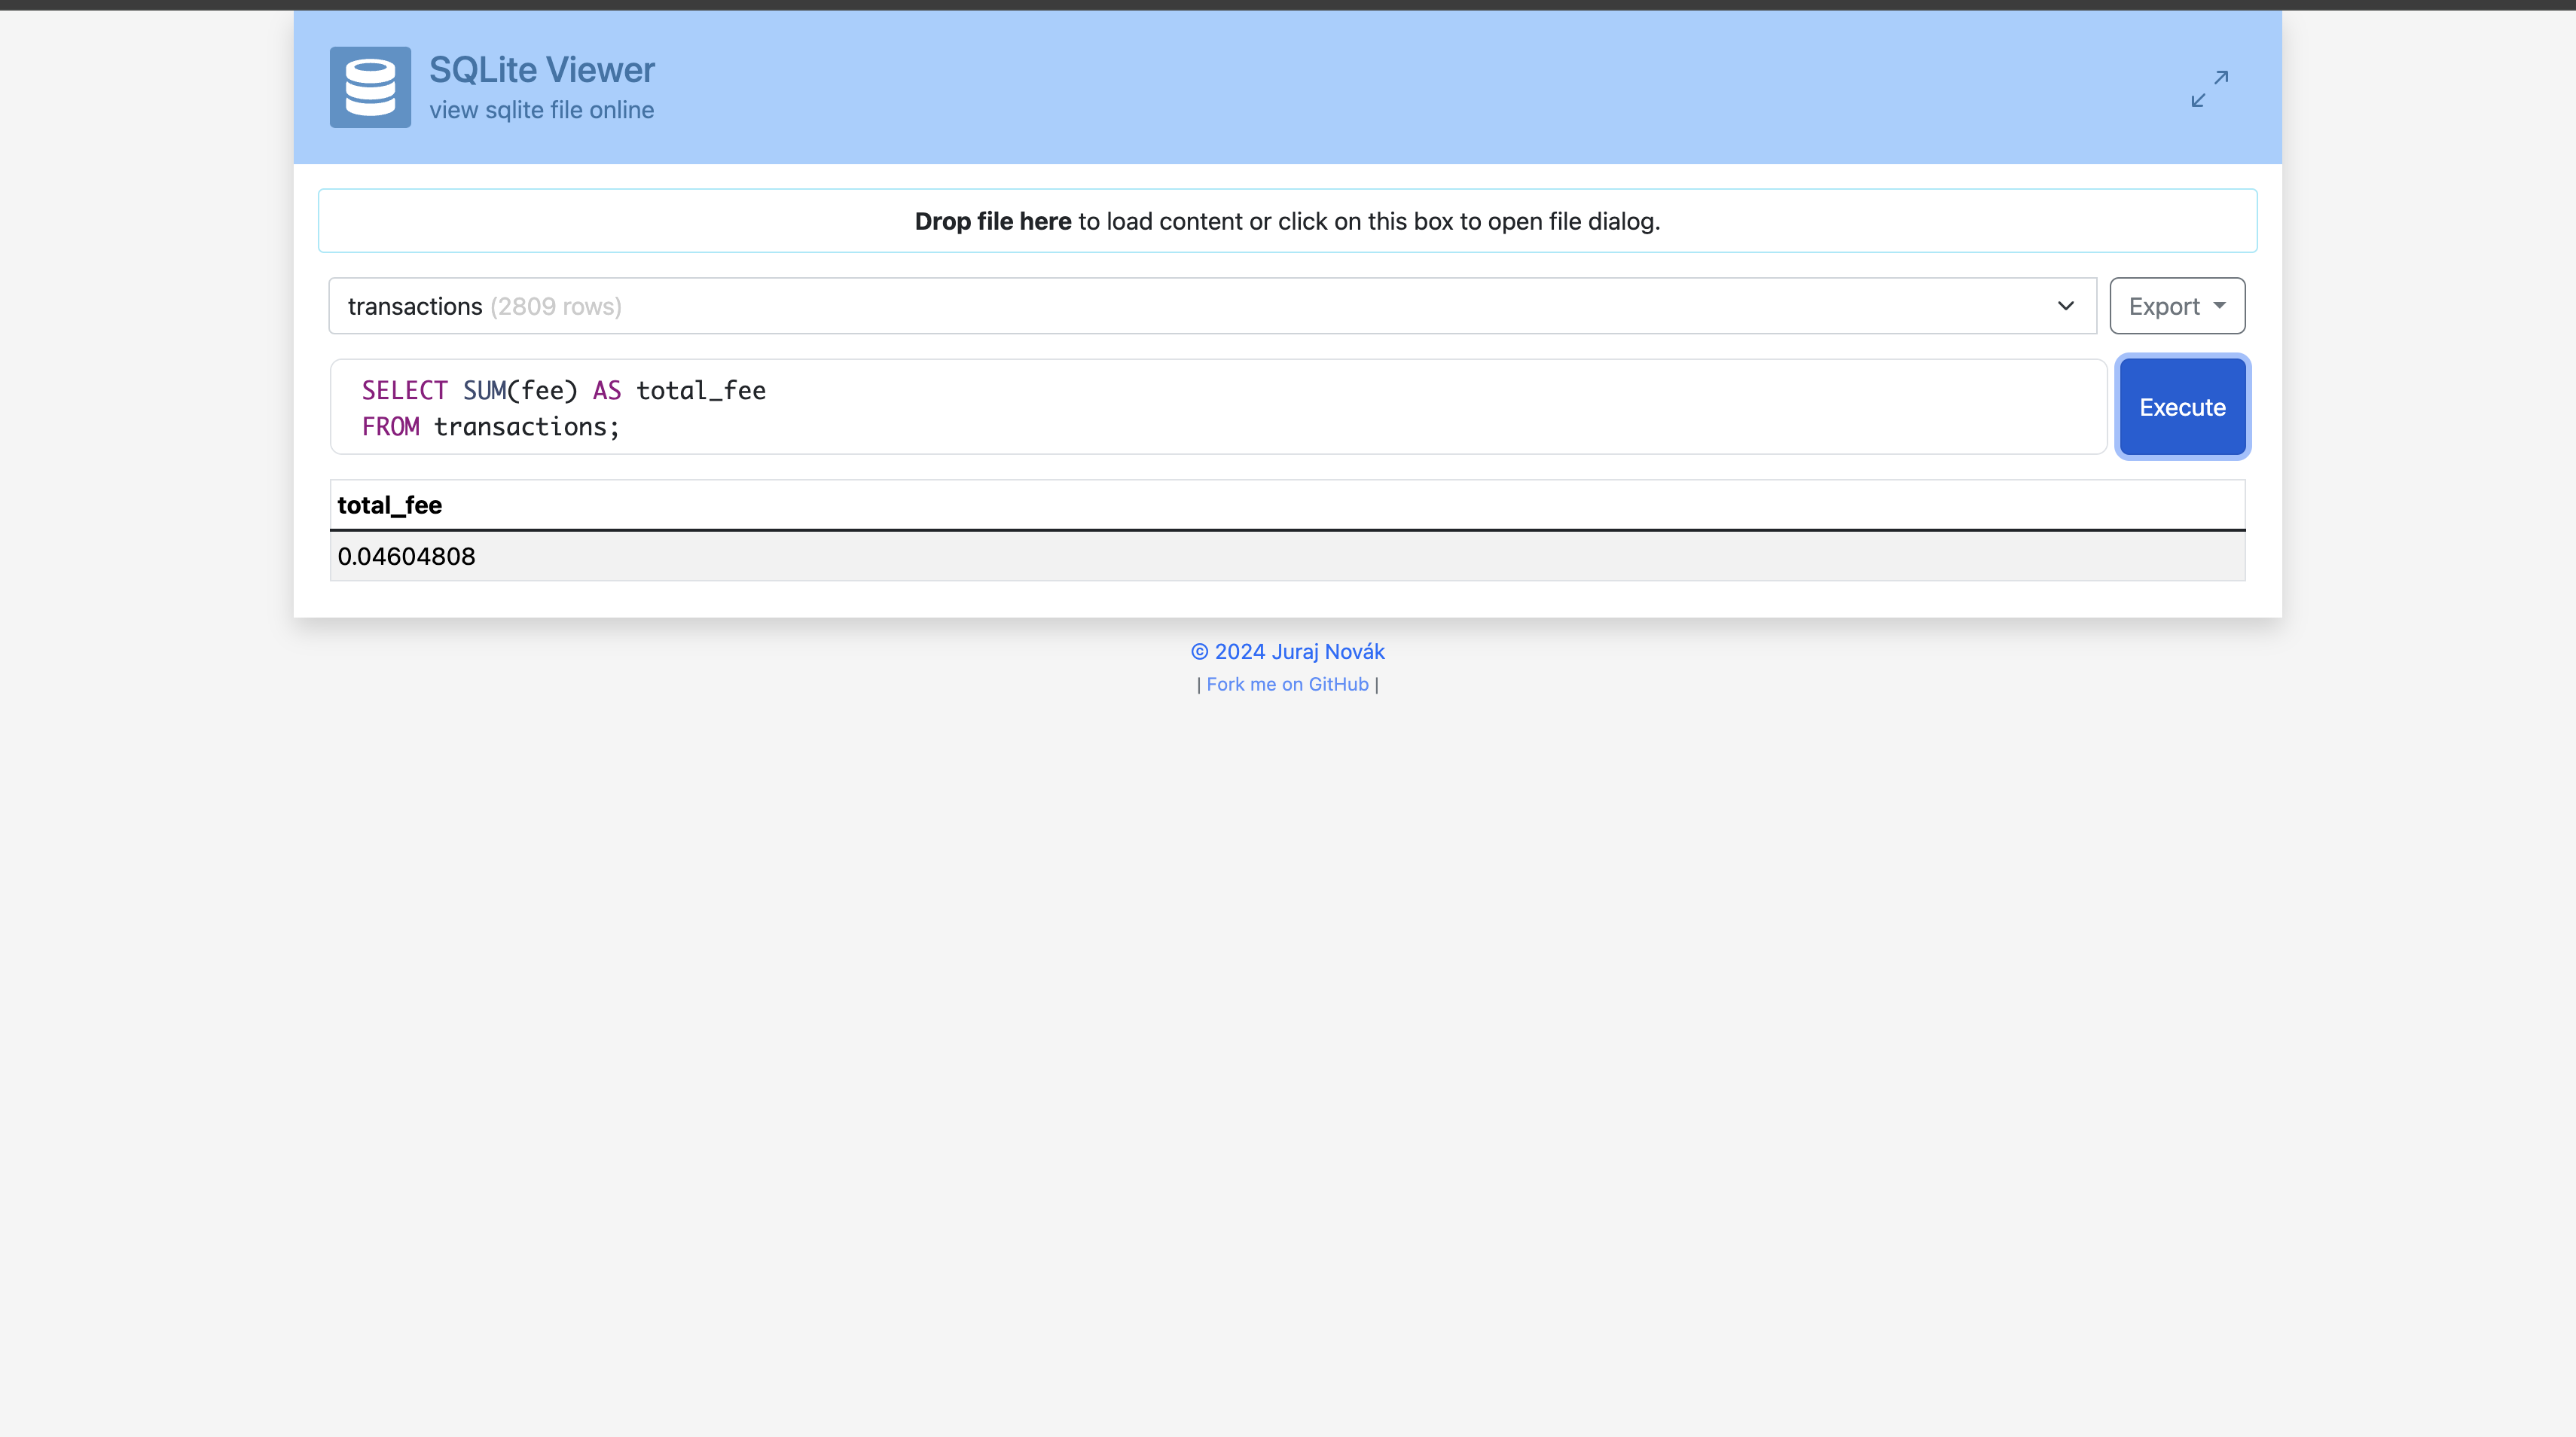 SQLite Viewer
view sqlite file online
Drop file here to load content or click on this box to open file dialog.
transactions (2809 rows)
Export
SELECT SUM(fee) AS total_fee
FROM transactions;
Execute
total_fee
0.04604808
© 2024 Juraj Novák
| Fork me on GitHub |